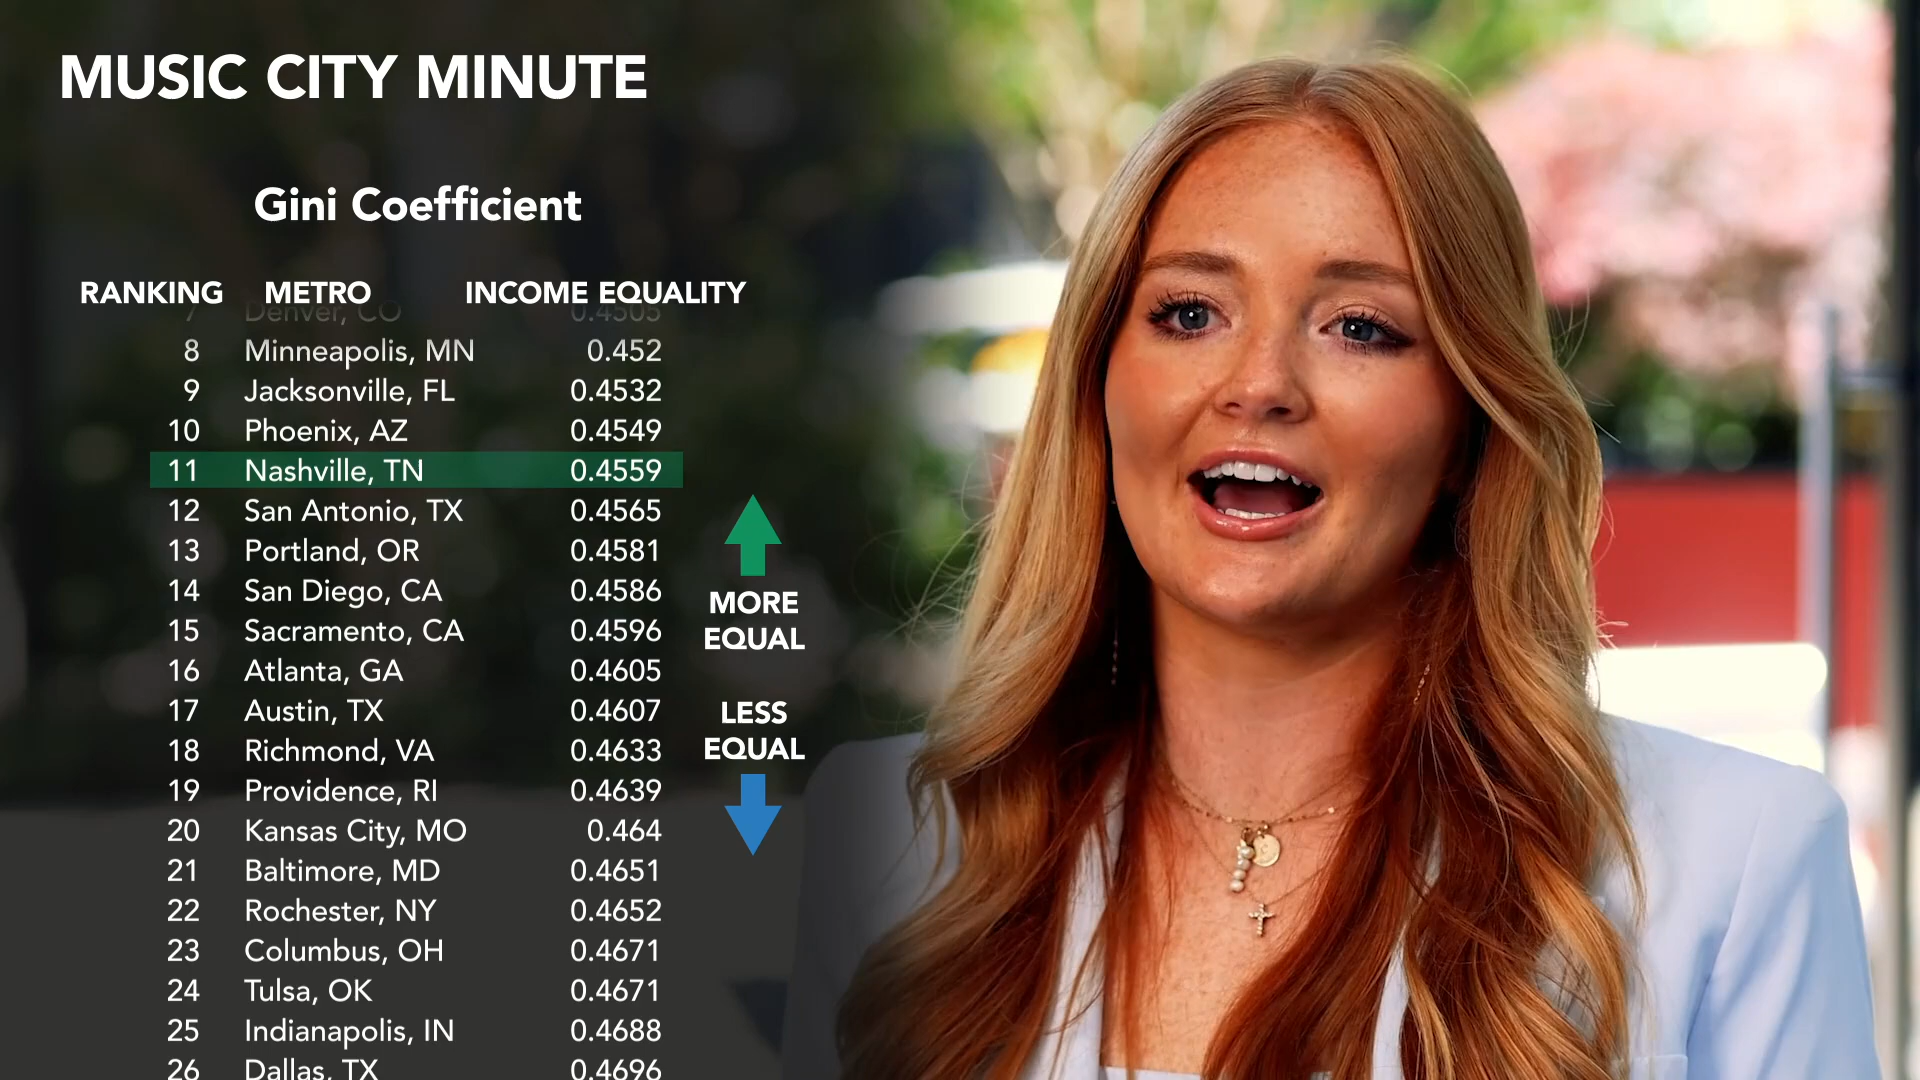 MUSIC CITY MINUTE
Gini Coefficient
RANKING METRO INCOME EQUALITY
7 Denver, CO 0.4505
8 Minneapolis, MN 0.452
9 Jacksonville, FL 0.4532
10 Phoenix, AZ 0.4549
11 Nashville, TN 0.4559
12 San Antonio, TX 0.4565
13 Portland, OR 0.4581
14 San Diego, CA 0.4586
15 Sacramento, CA 0.4596
16 Atlanta, GA 0.4605
17 Austin, TX 0.4607
18 Richmond, VA 0.4633
19 Providence, RI 0.4639
20 Kansas City, MO 0.464
21 Baltimore, MD 0.4651
22 Rochester, NY 0.4652
23 Columbus, OH 0.4671
24 Tulsa, OK 0.4671
25 Indianapolis, IN 0.4688
26 Dallas, TX 0.4696
MORE
EQUAL
LESS
EQUAL